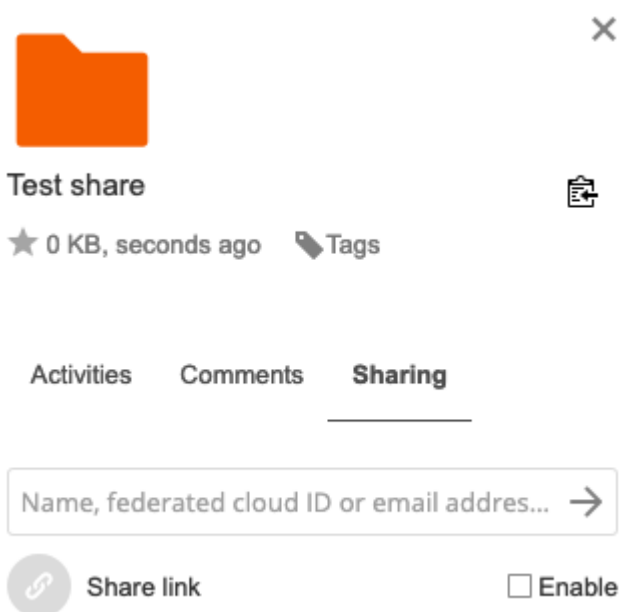 Test share
0 KB, seconds ago Tags
Activities Comments Sharing
Name, federated cloud ID or email addres...
Share link Enable